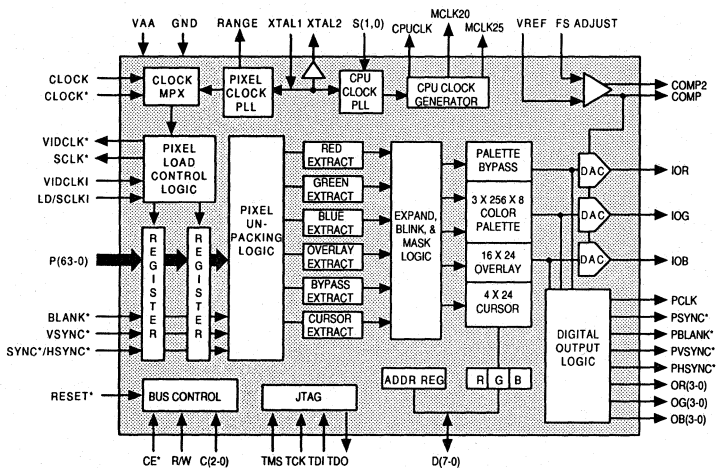 VAA GND RANGE XTAL1 XTAL2 S(1,0) CPUCLK MCLK20 MCLK25 VREF FS ADJUST
CLOCK
CLOCK*
CLOCK
MPX
PIXEL
CLOCK
PLL
CPU
CLOCK
PLL
CPU CLOCK
GENERATOR
COMP2
COMP
VIDCLK*
SCLK*
VIDCLKI
LD/SCLKI
PIXEL
LOAD
CONTROL
LOGIC
PIXEL
UN-
PACKING
LOGIC
RED
EXTRACT
GREEN
EXTRACT
BLUE
EXTRACT
OVERLAY
EXTRACT
BYPASS
EXTRACT
CURSOR
EXTRACT
EXPAND,
BLINK, &
MASK
LOGIC
PALETTE
BYPASS
3 X 256 X 8
COLOR
PALETTE
16 X 24
OVERLAY
4 X 24
CURSOR
DAC
DAC
DAC
IOR
IOG
IOB
P(63-0)
REGISTER
REGISTER
BLANK*
VSYNC*
SYNC*/HSYNC*
DIGITAL
OUTPUT
LOGIC
PCLK
PSYNC*
PBLANK*
PVSYNC*
PHSYNC*
OR(3-0)
OG(3-0)
OB(3-0)
RESET*
BUS CONTROL
JTAG
ADDR REG
R G B
CE* R/W C(2-0) TMS TCK TDI TDO D(7-0)